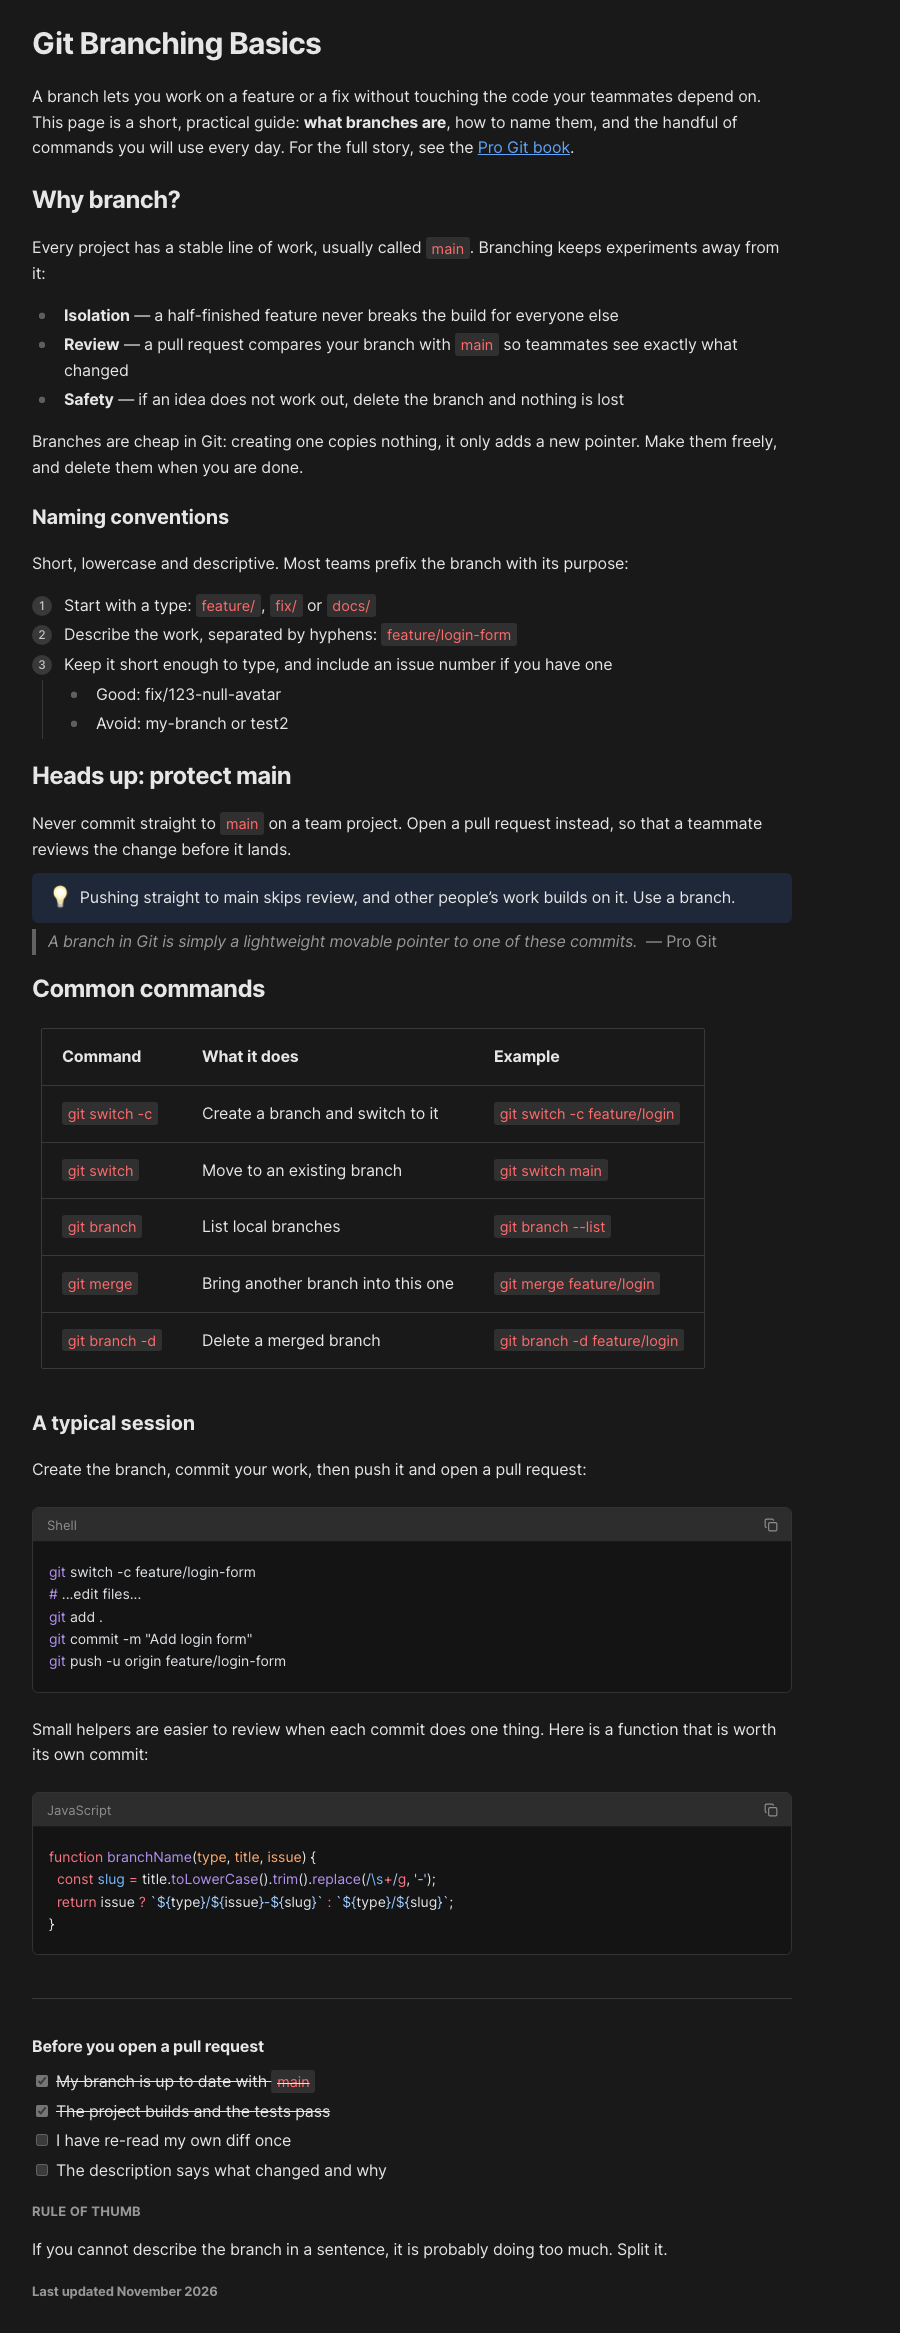 Git Branching Basics
A branch lets you work on a feature or a fix without touching the code your teammates depend on.
This page is a short, practical guide: what branches are, how to name them, and the handful of
commands you will use every day. For the full story, see the Pro Git book.
Why branch?
Every project has a stable line of work, usually called main. Branching keeps experiments away from
it:
Isolation — a half-finished feature never breaks the build for everyone else
Review — a pull request compares your branch with main so teammates see exactly what
changed
Safety — if an idea does not work out, delete the branch and nothing is lost
Branches are cheap in Git: creating one copies nothing, it only adds a new pointer. Make them freely,
and delete them when you are done.
Naming conventions
Short, lowercase and descriptive. Most teams prefix the branch with its purpose:
1 Start with a type: feature/, fix/ or docs/
2 Describe the work, separated by hyphens: feature/login-form
3 Keep it short enough to type, and include an issue number if you have one
Good: fix/123-null-avatar
Avoid: my-branch or test2
Heads up: protect main
Never commit straight to main on a team project. Open a pull request instead, so that a teammate
reviews the change before it lands.
Pushing straight to main skips review, and other people’s work builds on it. Use a branch.
A branch in Git is simply a lightweight movable pointer to one of these commits. — Pro Git
Common commands
Command What it does Example
git switch -c Create a branch and switch to it git switch -c feature/login
git switch Move to an existing branch git switch main
git branch List local branches git branch --list
git merge Bring another branch into this one git merge feature/login
git branch -d Delete a merged branch git branch -d feature/login
A typical session
Create the branch, commit your work, then push it and open a pull request:
Shell
git switch -c feature/login-form
# …edit files…
git add .
git commit -m "Add login form"
git push -u origin feature/login-form
Small helpers are easier to review when each commit does one thing. Here is a function that is worth
its own commit:
JavaScript
function branchName(type, title, issue) {
  const slug = title.toLowerCase().trim().replace(/\s+/g, '-');
  return issue ? `${type}/${issue}-${slug}` : `${type}/${slug}`;
}
Before you open a pull request
My branch is up to date with main
The project builds and the tests pass
I have re-read my own diff once
The description says what changed and why
RULE OF THUMB
If you cannot describe the branch in a sentence, it is probably doing too much. Split it.
Last updated November 2026